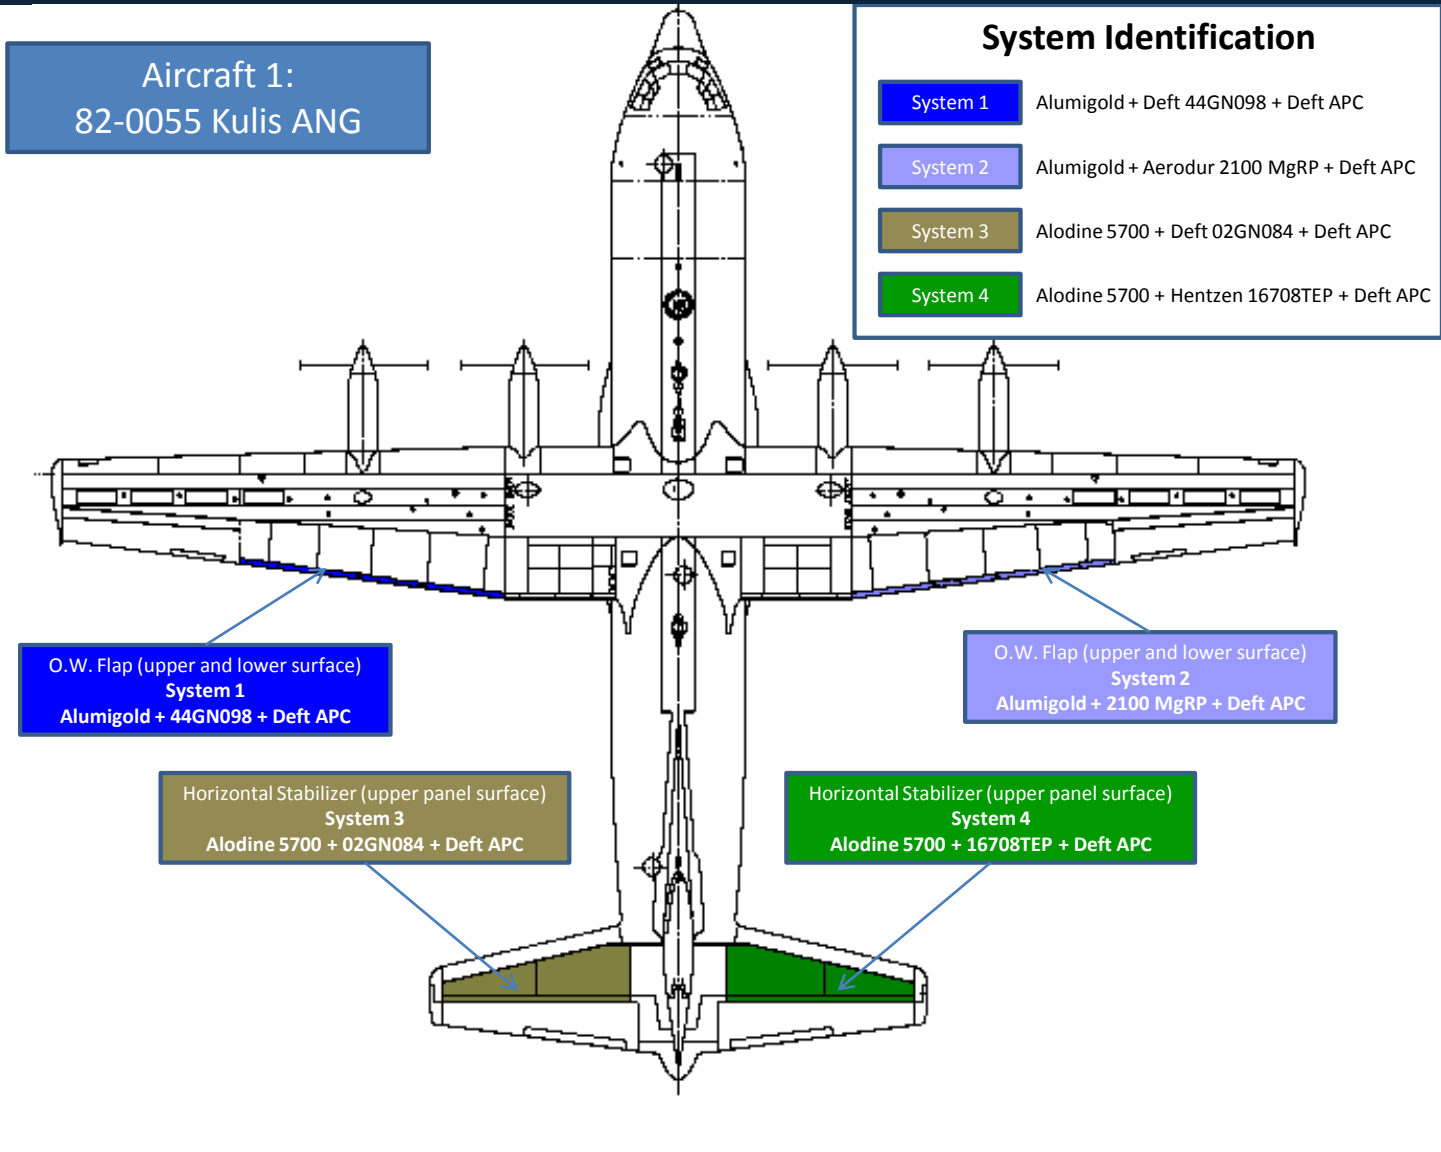 Aircraft 1:
82-0055 Kulis ANG
System Identification
System 1
Alumigold + Deft 44GN098 + Deft APC
System 2
Alumigold + Aerodur 2100 MgRP + Deft APC
System 3
Alodine 5700 + Deft 02GN084 + Deft APC
System 4
Alodine 5700 + Hentzen 16708TEP + Deft APC
O.W. Flap (upper and lower surface)
System 1
Alumigold + 44GN098 + Deft APC
O.W. Flap (upper and lower surface)
System 2
Alumigold + 2100 MgRP + Deft APC
Horizontal Stabilizer (upper panel surface)
System 3
Alodine 5700 + 02GN084 + Deft APC
Horizontal Stabilizer (upper panel surface)
System 4
Alodine 5700 + 16708TEP + Deft APC